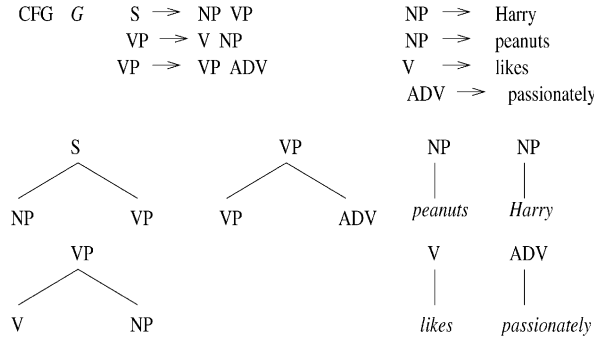 CFG G S → NP VP NP → Harry
VP → V NP NP → peanuts
VP → VP ADV V → likes
ADV → passionately
S VP NP NP
NP VP VP ADV peanuts Harry
VP V ADV
V NP likes passionately